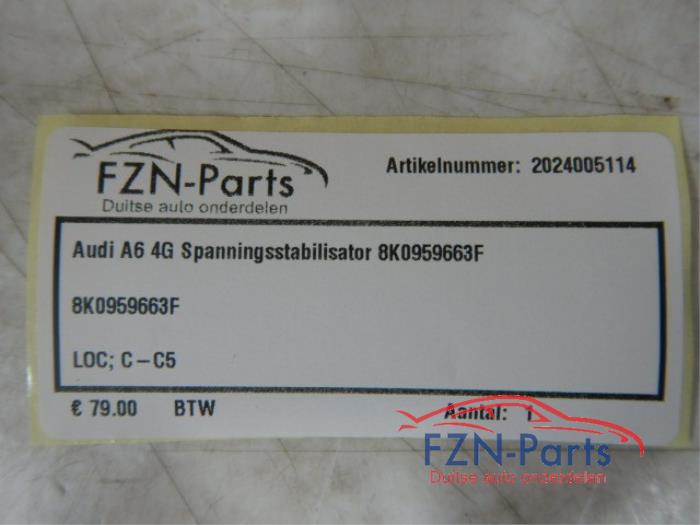 FZN-Parts
Duitse auto onderdelen
Artikelnummer: 2024005114
Audi A6 4G Spanningsstabilisator 8K0959663F
8K0959663F
LOC; C-C5
€ 79.00 BTW Aantal: 1
FZN-Parts
Duitse auto onderdelen